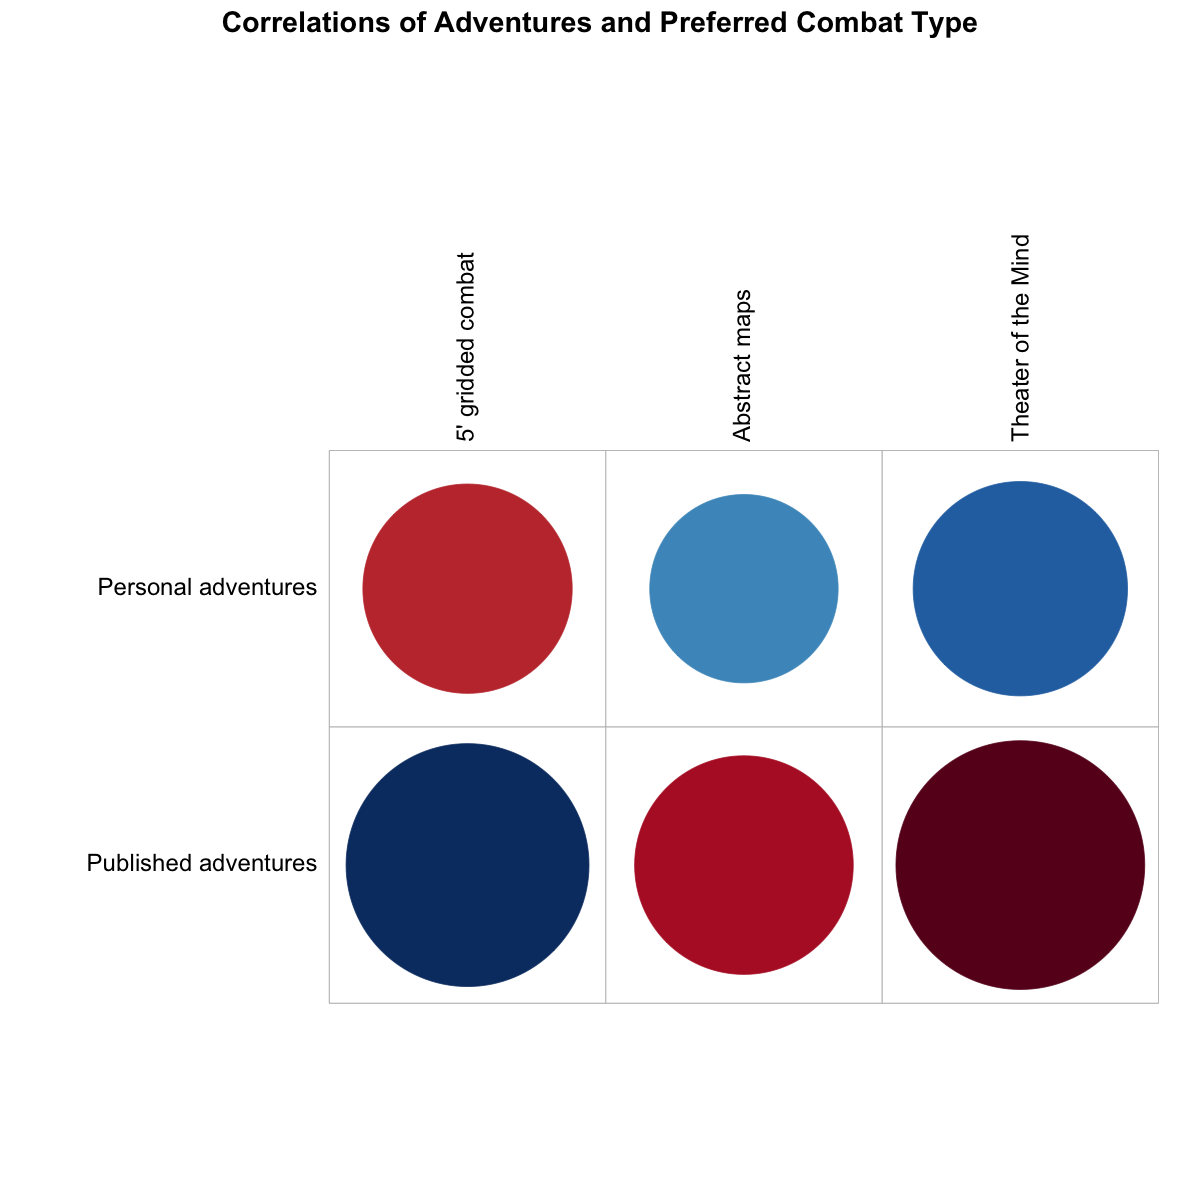 Correlations of Adventures and Preferred Combat Type
5' gridded combat
Abstract maps
Theater of the Mind
Personal adventures
Published adventures